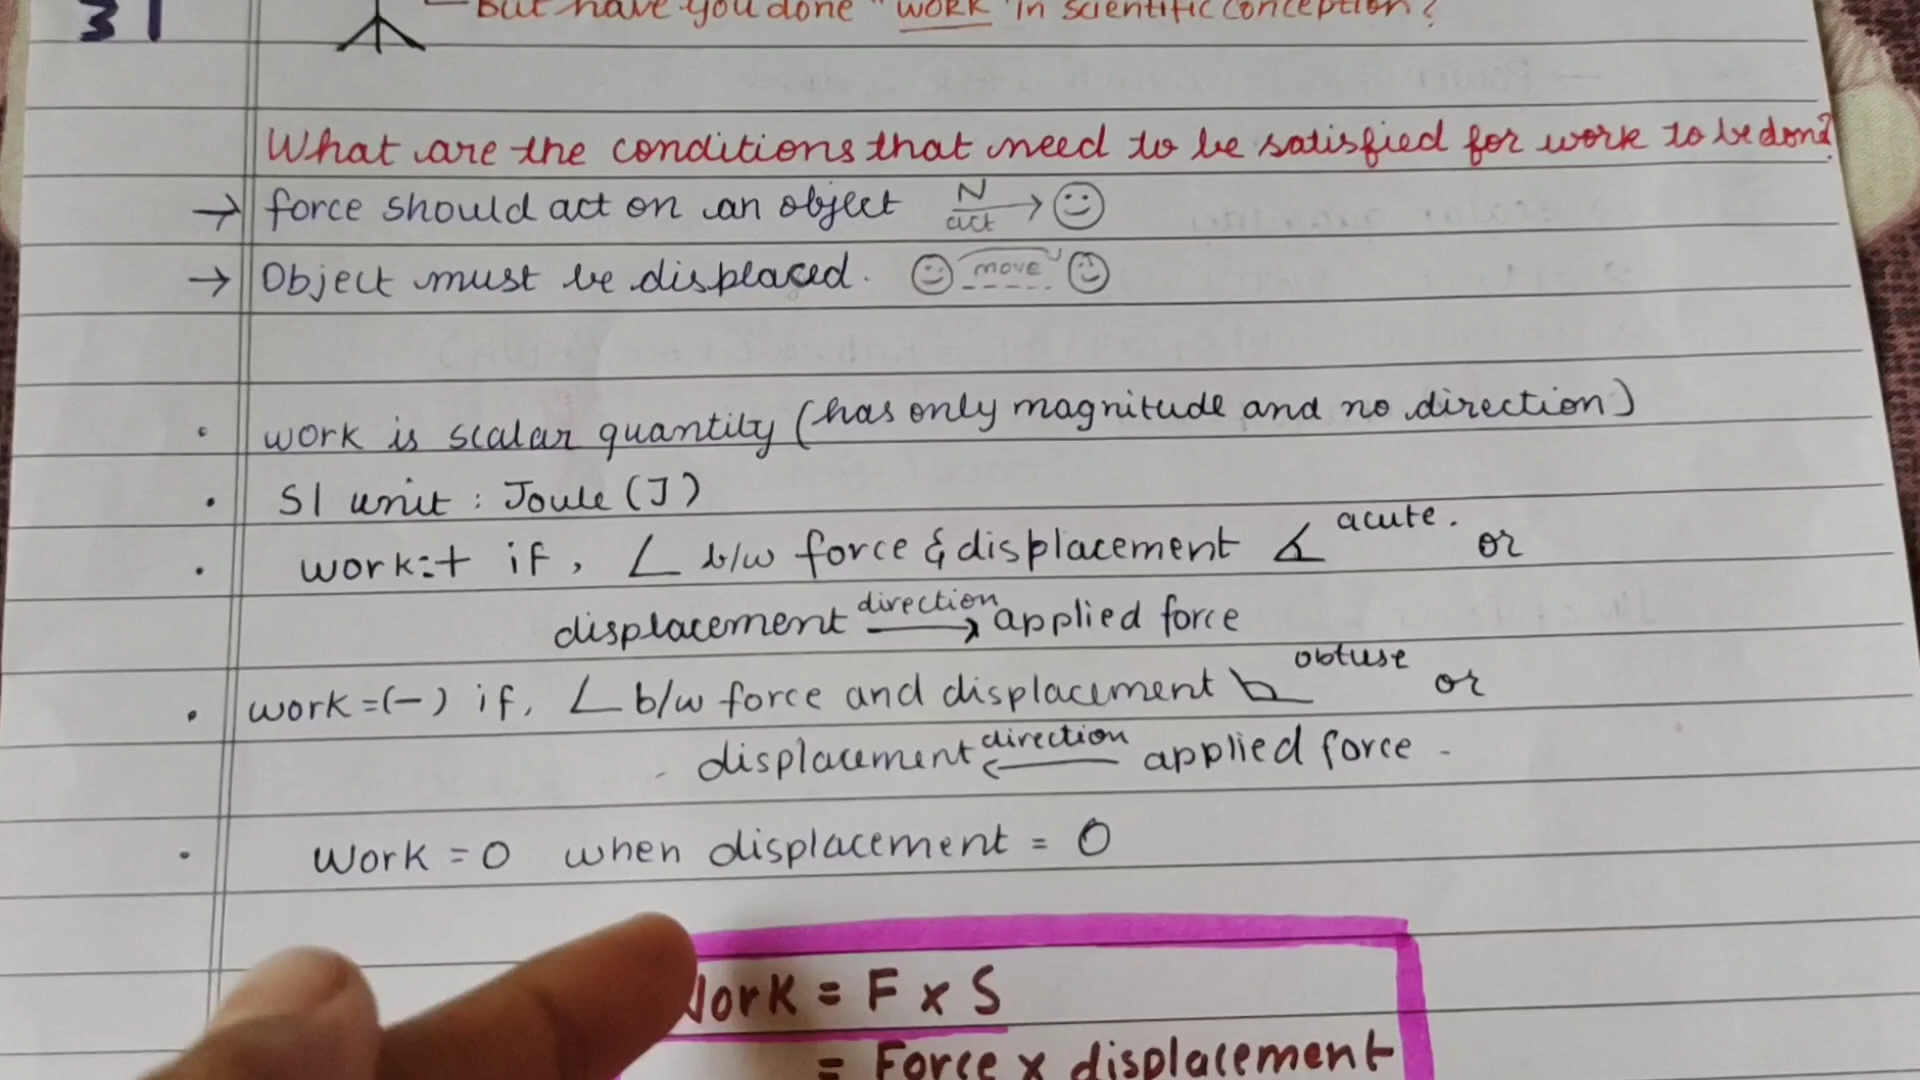 But have you done "WORK" in scientific conception?
What are the conditions that need to be satisfied for work to be done?
→ force should act on an object N act →
→ Object must be displaced. move
• work is scalar quantity (has only magnitude and no direction)
• SI unit : Joule (J)
• work:+ if, ∠ b/w force & displacement acute. or
displacement direction → applied force
• work =(-) if, ∠ b/w force and displacement obtuse or
displacement direction ← applied force -
• Work = 0 when displacement = 0
Work = F x S
= Force x displacement